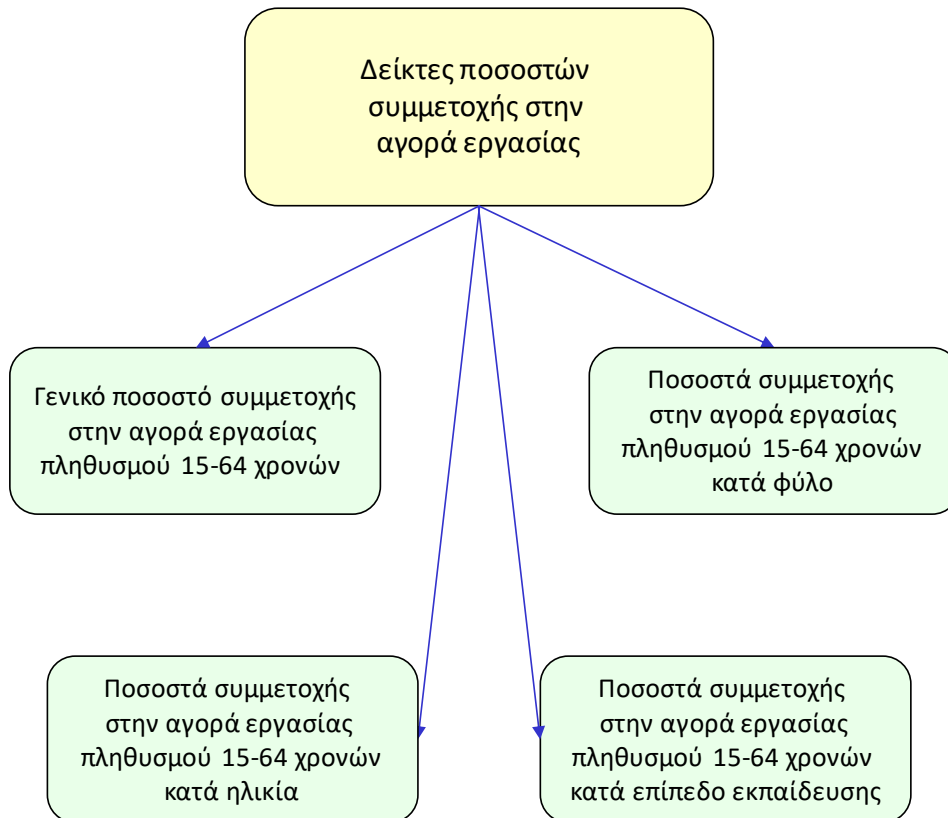 Δείκτες ποσοστών
συμμετοχής στην
αγορά εργασίας
Γενικό ποσοστό συμμετοχής
στην αγορά εργασίας
πληθυσμού 15-64 χρονών
Ποσοστά συμμετοχής
στην αγορά εργασίας
πληθυσμού 15-64 χρονών
κατά φύλο
Ποσοστά συμμετοχής
στην αγορά εργασίας
πληθυσμού 15-64 χρονών
κατά ηλικία
Ποσοστά συμμετοχής
στην αγορά εργασίας
πληθυσμού 15-64 χρονών
κατά επίπεδο εκπαίδευσης